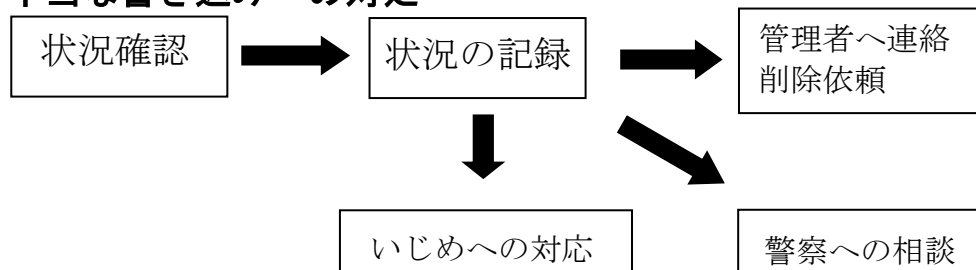 不当な書き込みへの対処
状況確認
状況の記録
管理者へ連絡
削除依頼
いじめへの対応
警察への相談